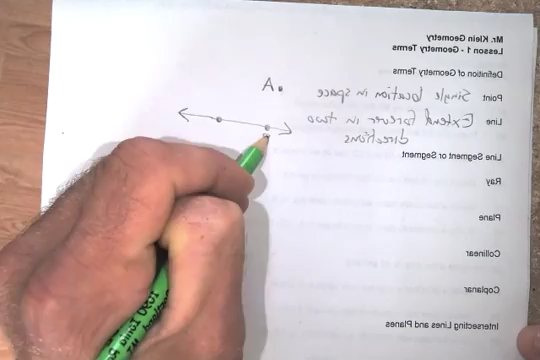 Mr. Klein Geometry
Lesson 1 - Geometry Terms
Definition of Geometry Terms
Point Single location in space
A
Line Extend forever in two
directions
Line Segment or Segment
Ray
Plane
Collinear
Coplanar
Intersecting Lines and Planes